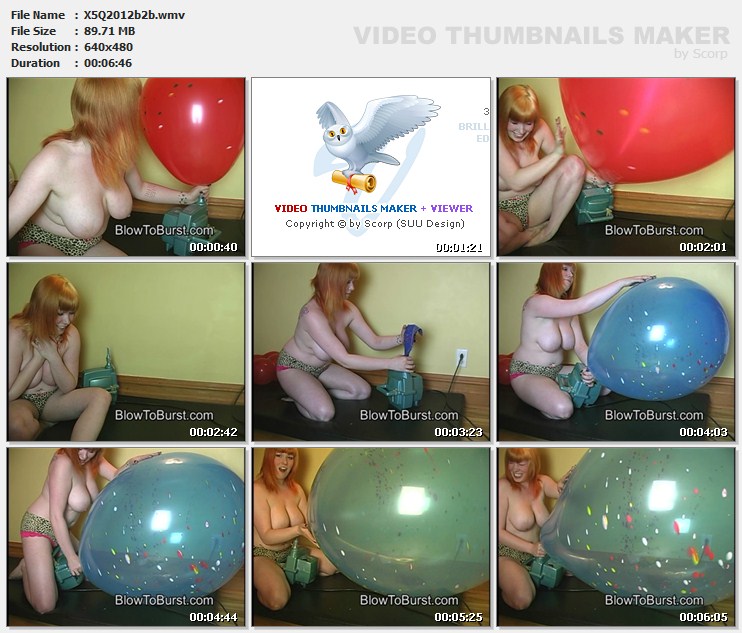 File Name : X5Q2012b2b.wmv
File Size : 89.71 MB
Resolution : 640x480
Duration : 00:06:46
VIDEO THUMBNAILS MAKER
by Scorp
BlowToBurst.com
00:00:40
3
BRILL
ED
VIDEO THUMBNAILS MAKER + VIEWER
Copyright © by Scorp (SUU Design)
00:01:21
BlowToBurst.com
00:02:01
BlowToBurst.com
00:02:42
BlowToBurst.com
00:03:23
BlowToBurst.com
00:04:03
BlowToBurst.com
00:04:44
BlowToBurst.com
00:05:25
BlowToBurst.com
00:06:05